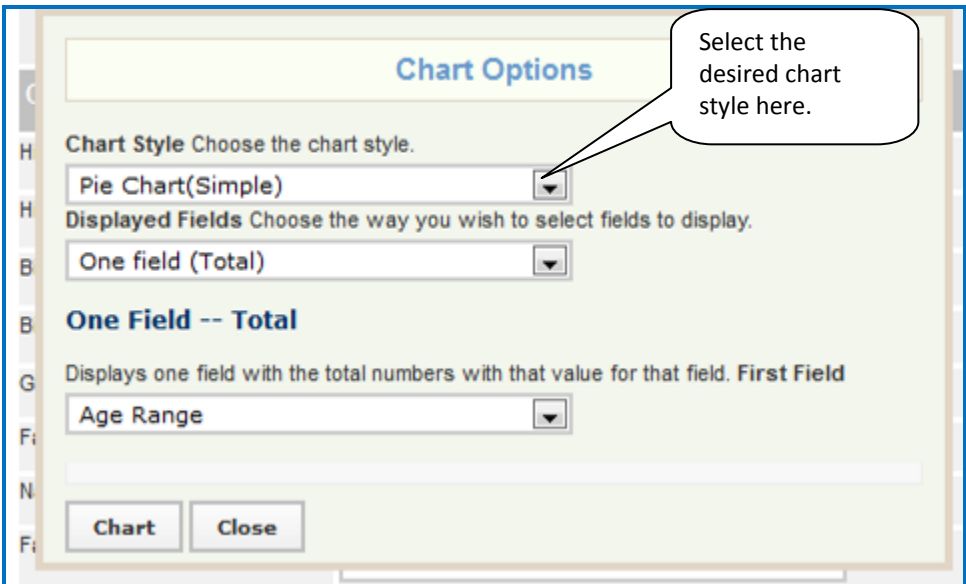 Chart Options
Select the
desired chart
style here.
Chart Style Choose the chart style.
Pie Chart(Simple)
Displayed Fields Choose the way you wish to select fields to display.
One field (Total)
One Field -- Total
Displays one field with the total numbers with that value for that field. First Field
Age Range
Chart Close